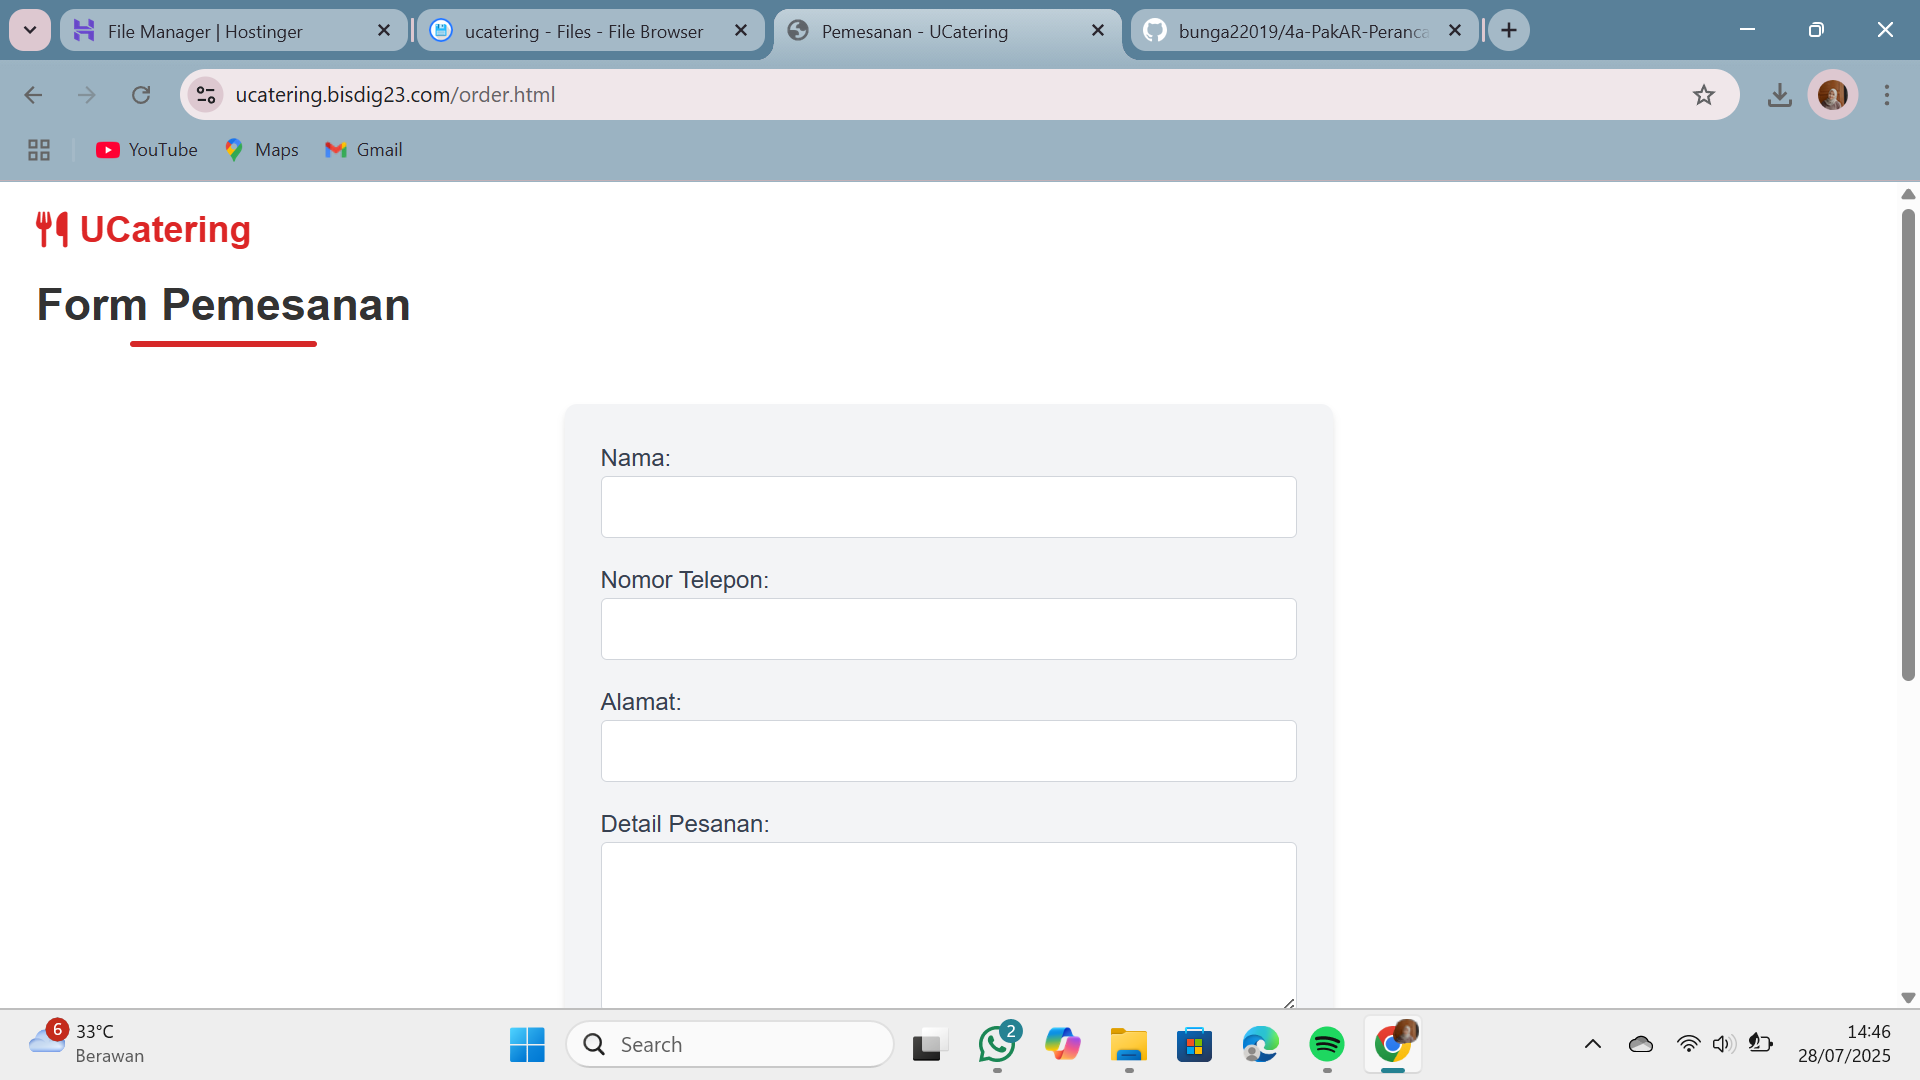 File Manager | Hostinger
ucatering - Files - File Browser
Pemesanan - UCatering
bunga22019/4a-PakAR-Peranca
ucatering.bisdig23.com/order.html
YouTube
Maps
Gmail
UCatering
Form Pemesanan
Nama:
Nomor Telepon:
Alamat:
Detail Pesanan:
6
33°C
Berawan
Search
2
14:46
28/07/2025